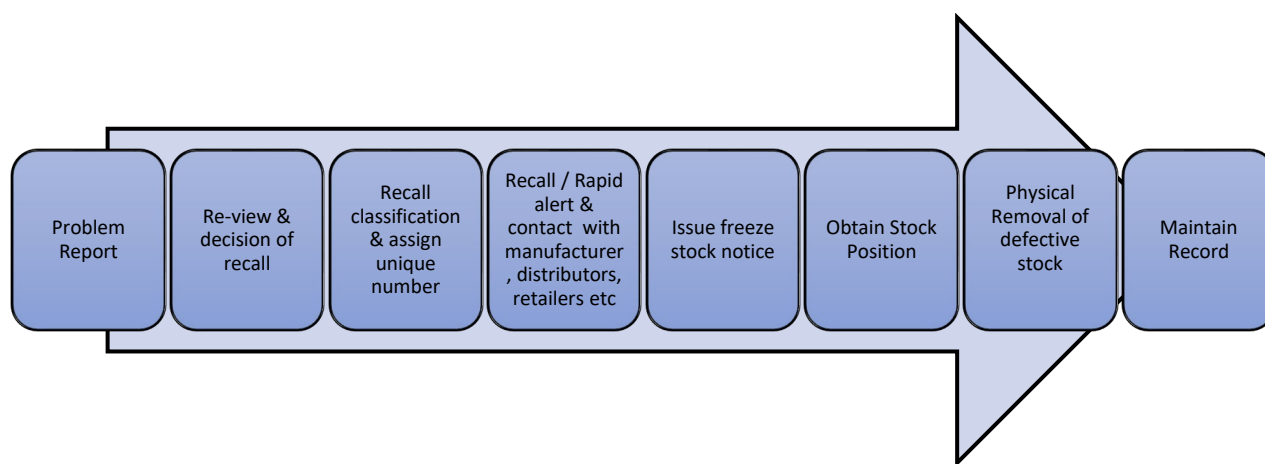 Problem
Report
Re-view &
decision of
recall
Recall
classification
& assign
unique
number
Recall / Rapid
alert &
contact with
manufacturer
, distributors,
retailers etc
Issue freeze
stock notice
Obtain Stock
Position
Physical
Removal of
defective
stock
Maintain
Record